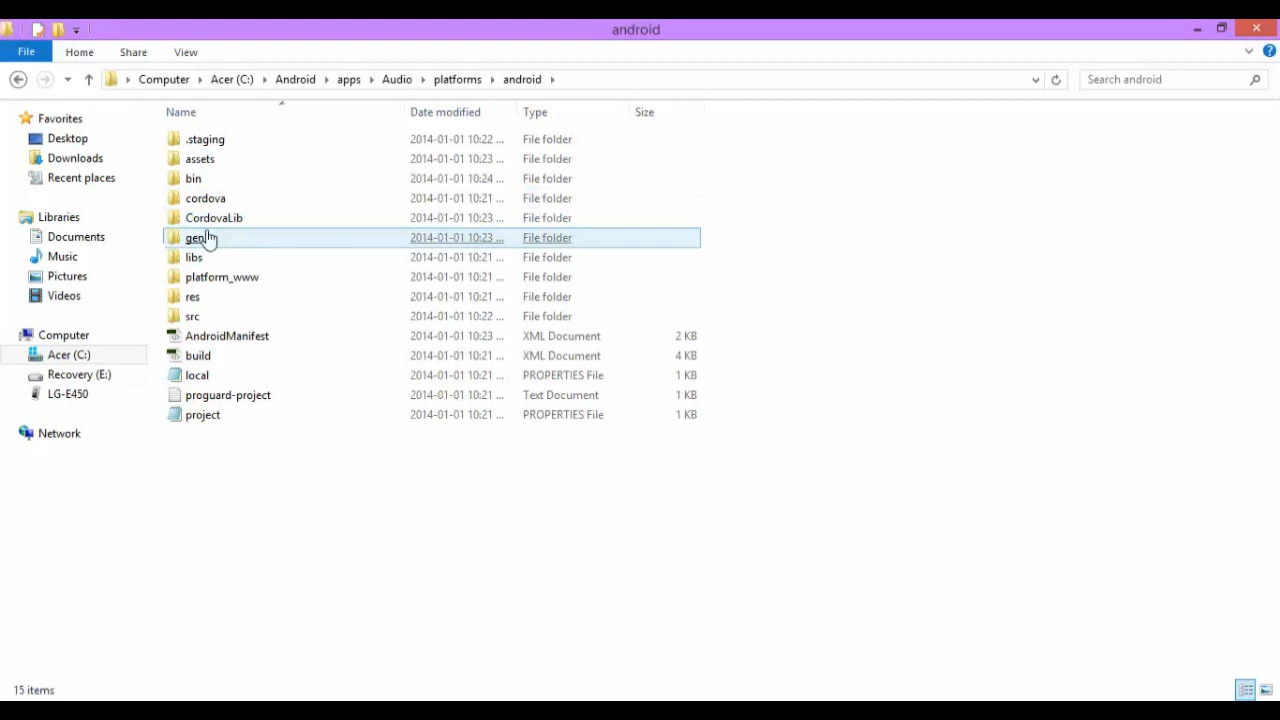 android
File Home Share View
Computer Acer (C:) Android apps Audio platforms android Search android
Name Date modified Type Size
Favorites
Desktop
Downloads
Recent places
Libraries
Documents
Music
Pictures
Videos
Computer
Acer (C:)
Recovery (E:)
LG-E450
Network
.staging 2014-01-01 10:22 ... File folder
assets 2014-01-01 10:23 ... File folder
bin 2014-01-01 10:24 ... File folder
cordova 2014-01-01 10:21 ... File folder
CordovaLib 2014-01-01 10:23 ... File folder
gen 2014-01-01 10:23 ... File folder
libs 2014-01-01 10:21 ... File folder
platform_www 2014-01-01 10:21 ... File folder
res 2014-01-01 10:21 ... File folder
src 2014-01-01 10:22 ... File folder
AndroidManifest 2014-01-01 10:23 ... XML Document 2 KB
build 2014-01-01 10:21 ... XML Document 4 KB
local 2014-01-01 10:21 ... PROPERTIES File 1 KB
proguard-project 2014-01-01 10:21 ... Text Document 1 KB
project 2014-01-01 10:21 ... PROPERTIES File 1 KB
15 items